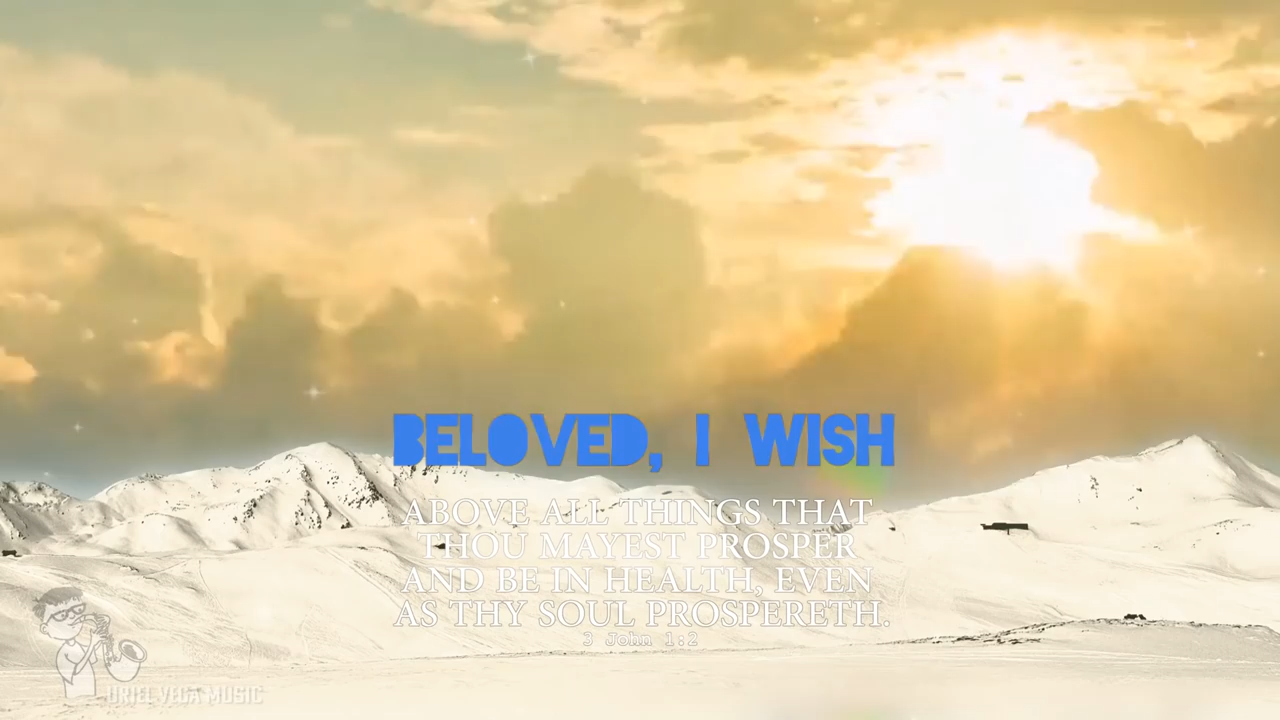 BELOVED, I WISH
ABOVE ALL THINGS THAT
THOU MAYEST PROSPER
AND BE IN HEALTH, EVEN
AS THY SOUL PROSPERETH.
3 John 1:2
URIEL VEGA MUSIC